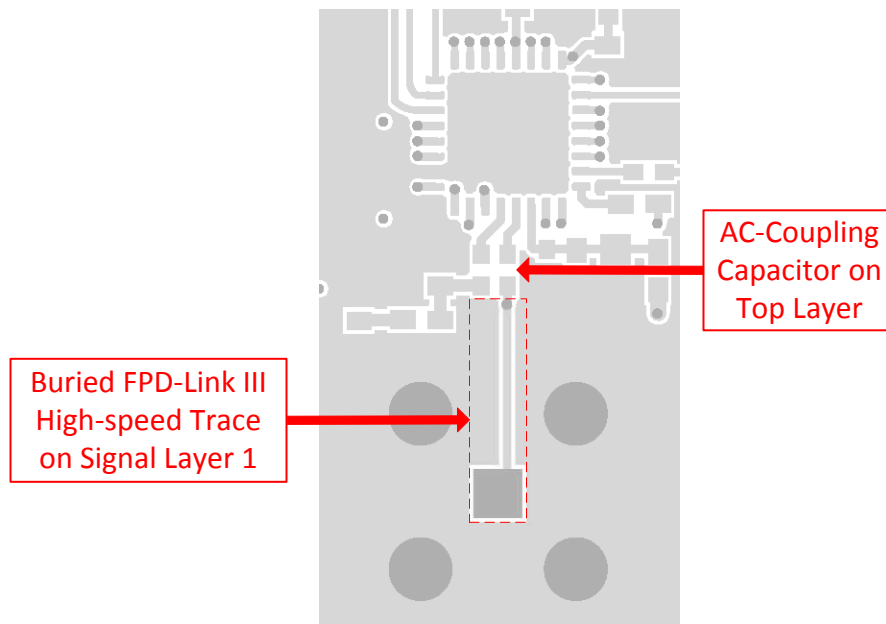 AC-Coupling
Capacitor on
Top Layer
Buried FPD-Link III
High-speed Trace
on Signal Layer 1